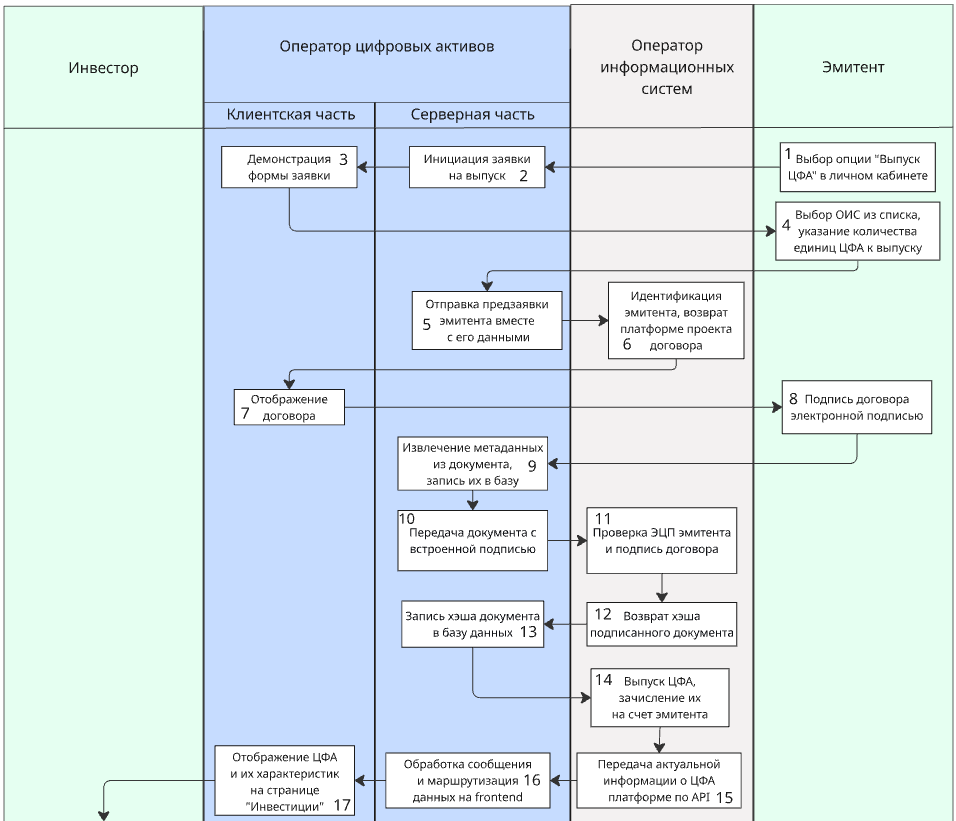 Инвестор
Оператор цифровых активов
Оператор
информационных
систем
Эмитент
Клиентская часть
Серверная часть
1 Выбор опции "Выпуск
ЦФА" в личном кабинете
Инициация заявки
на выпуск 2
Демонстрация 3
формы заявки
Выбор ОИС из списка,
4 указание количества
единиц ЦФА к выпуску
Отправка предзаявки
5 эмитента вместе
с его данными
Идентификация
эмитента, возврат
платформе проекта
6 договора
Отображение
7 договора
8 Подпись договора
электронной подписью
Извлечение метаданных
из документа, 9
запись их в базу
10
Передача документа с
встроенной подписью
11
Проверка ЭЦП эмитента
и подпись договора
12 Возврат хэша
подписанного документа
Запись хэша документа
в базу данных 13
14 Выпуск ЦФА,
зачисление их
на счет эмитента
Передача актуальной
информации о ЦФА
платформе по API 15
Обработка сообщения
и маршрутизация 16
данных на frontend
Отображение ЦФА
и их характеристик
на странице
"Инвестиции" 17